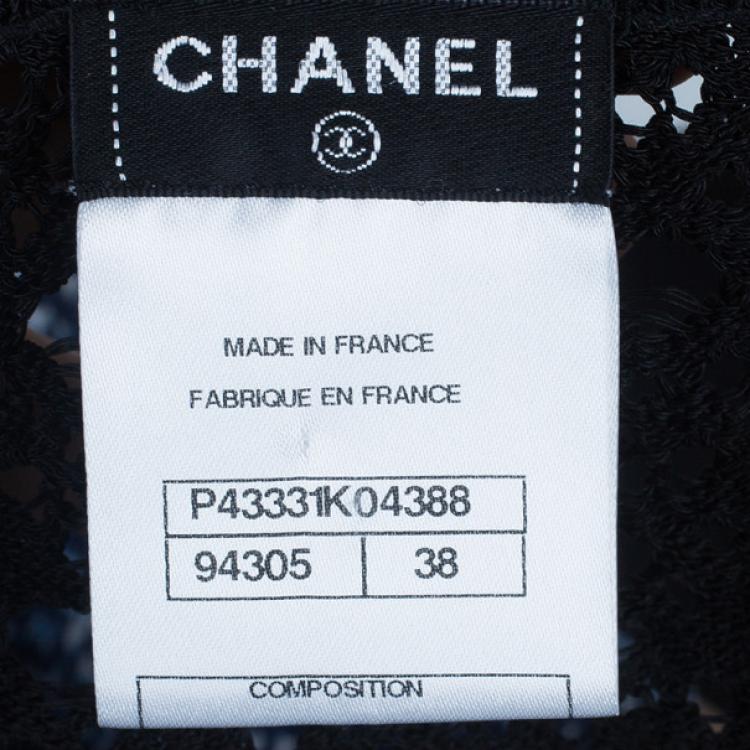 CHANEL
MADE IN FRANCE
FABRIQUE EN FRANCE
P43331K04388
94305 38
COMPOSITION